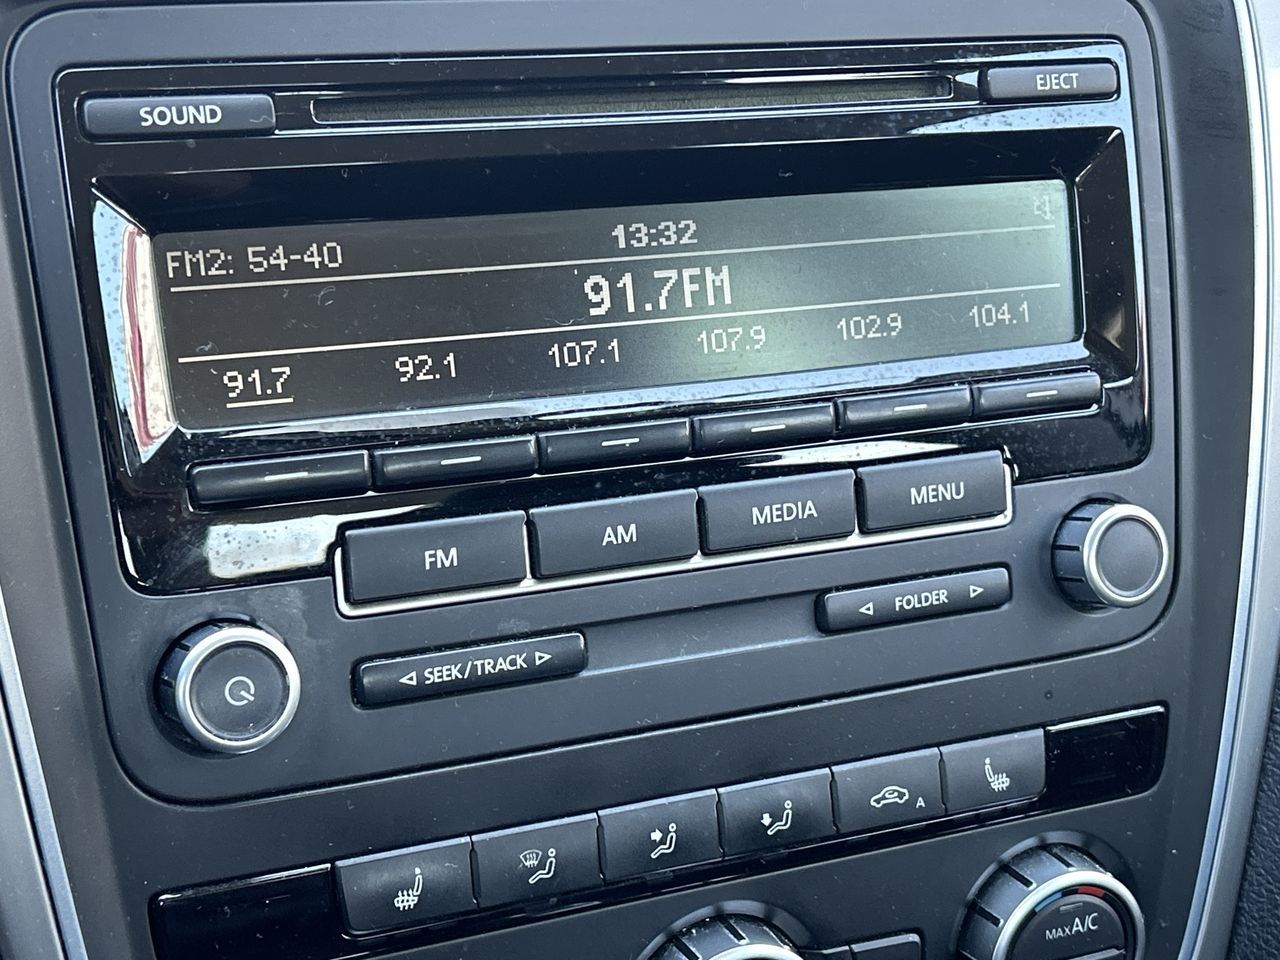 SOUND
EJECT
FM2: 54-40
13:32
91.7FM
91.7 92.1 107.1 107.9 102.9 104.1
FM AM MEDIA MENU
◁ SEEK/TRACK ▷
◁ FOLDER ▷
A
MAX A/C